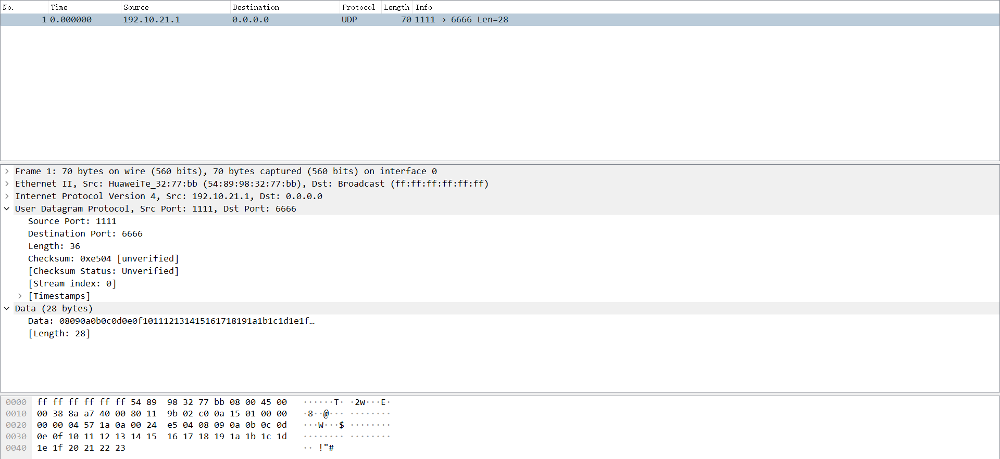 No. Time Source Destination Protocol Length Info
1 0.000000 192.10.21.1 0.0.0.0 UDP 70 1111 → 6666 Len=28
Frame 1: 70 bytes on wire (560 bits), 70 bytes captured (560 bits) on interface 0
Ethernet II, Src: HuaweiTe_32:77:bb (54:89:98:32:77:bb), Dst: Broadcast (ff:ff:ff:ff:ff:ff)
Internet Protocol Version 4, Src: 192.10.21.1, Dst: 0.0.0.0
User Datagram Protocol, Src Port: 1111, Dst Port: 6666
Source Port: 1111
Destination Port: 6666
Length: 36
Checksum: 0xe504 [unverified]
[Checksum Status: Unverified]
[Stream index: 0]
[Timestamps]
Data (28 bytes)
Data: 08090a0b0c0d0e0f101112131415161718191a1b1c1d1e1f…
[Length: 28]
0000 ff ff ff ff ff ff 54 89 98 32 77 bb 08 00 45 00 ······T· ·2w···E·
0010 00 38 8a a7 40 00 80 11 9b 02 c0 0a 15 01 00 00 ·8··@··· ········
0020 00 00 04 57 1a 0a 00 24 e5 04 08 09 0a 0b 0c 0d ···W···$ ········
0030 0e 0f 10 11 12 13 14 15 16 17 18 19 1a 1b 1c 1d ········ ········
0040 1e 1f 20 21 22 23 ·· !"#